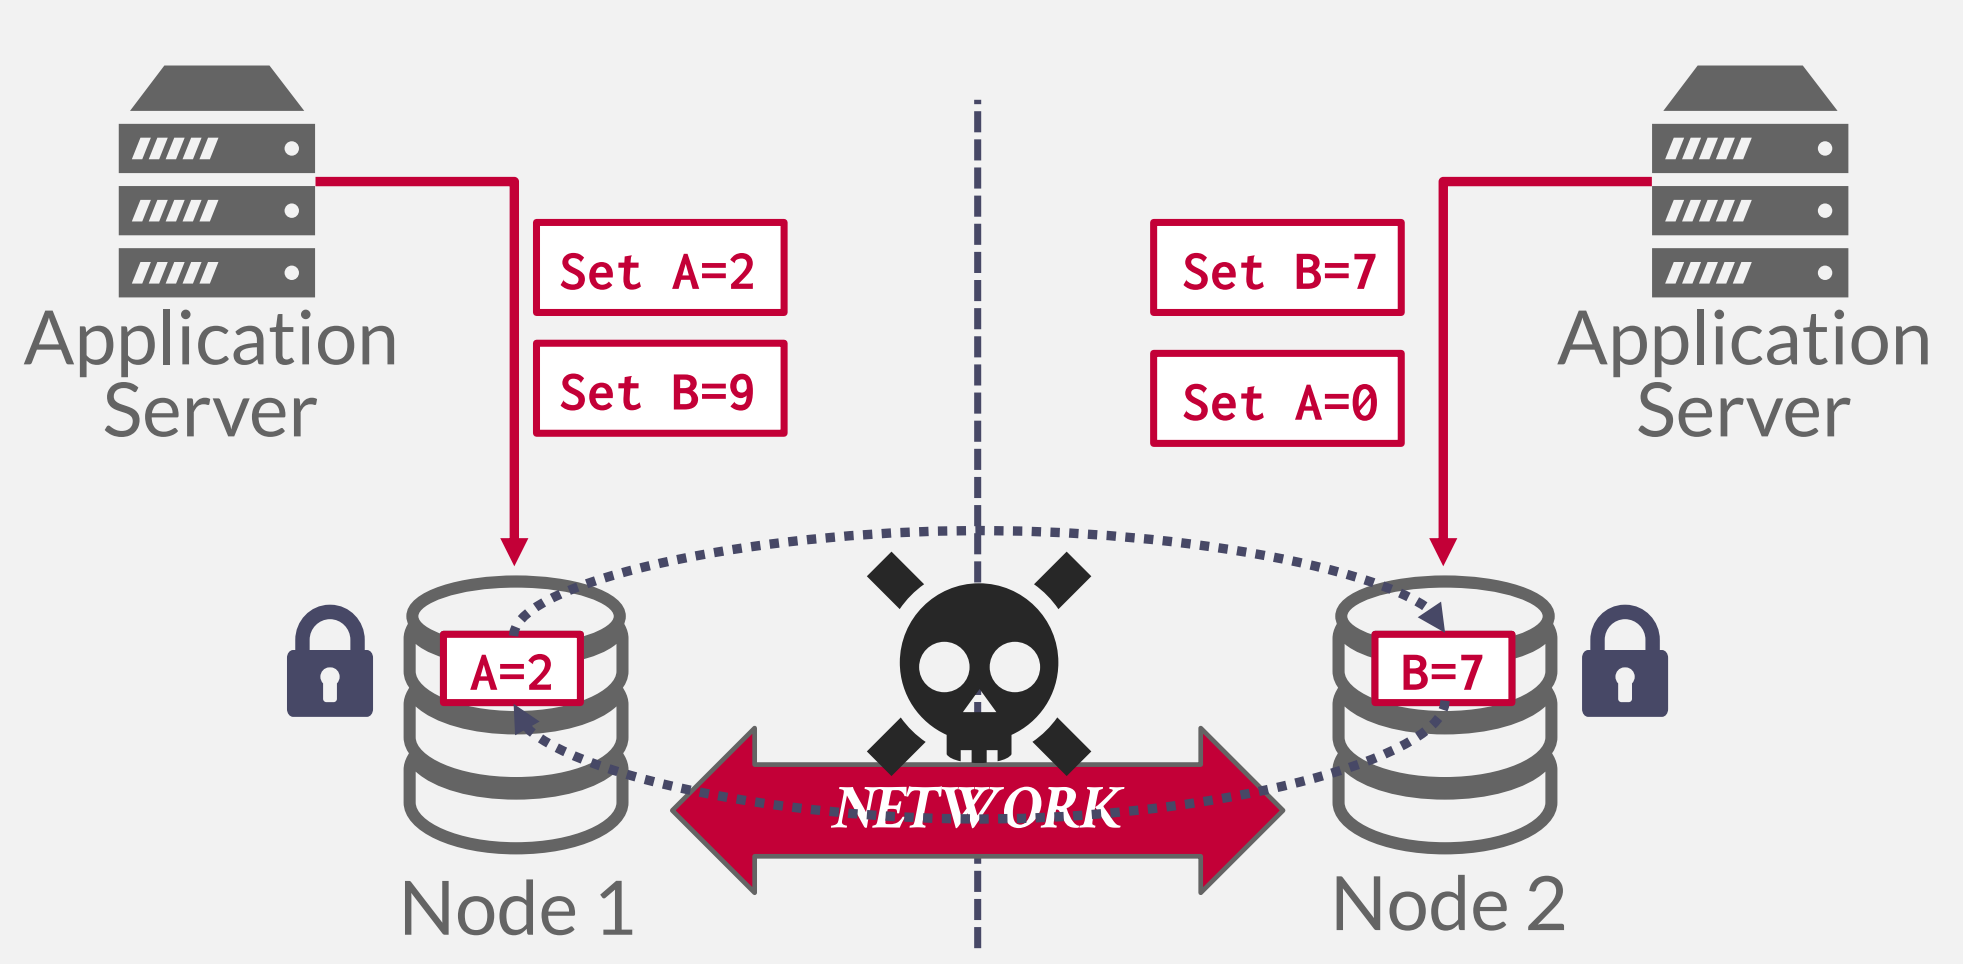 Application
Server
Set A=2
Set B=9
Set B=7
Set A=0
Application
Server
A=2
B=7
NETWORK
Node 1
Node 2